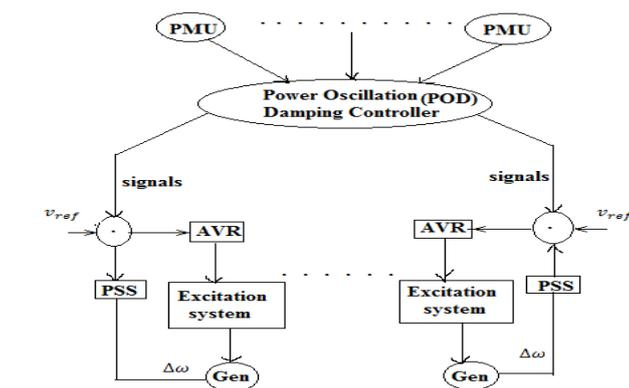 PMU
PMU
Power Oscillation (POD)
Damping Controller
signals
signals
v_ref
AVR
AVR
v_ref
PSS
Excitation
system
Excitation
system
PSS
Δω
Gen
Gen
Δω